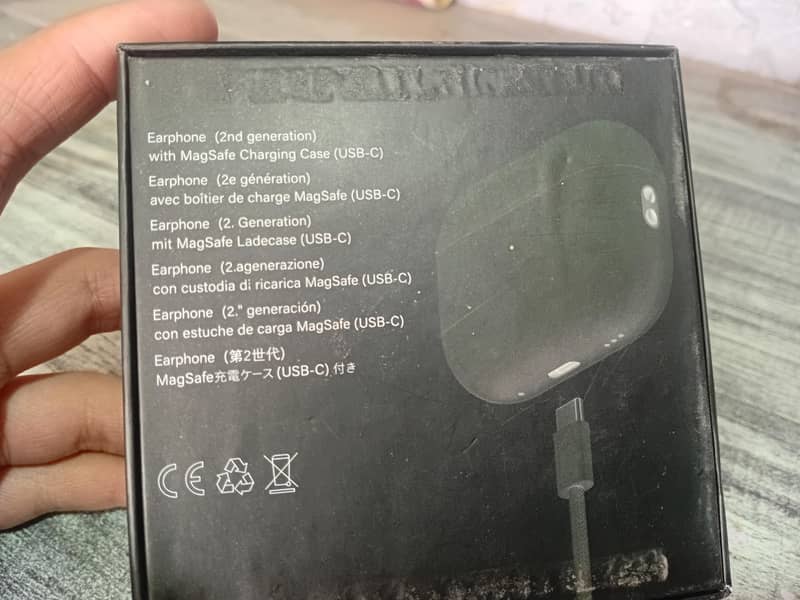 Earphone (2nd generation)
with MagSafe Charging Case (USB-C)
Earphone (2e génération)
avec boîtier de charge MagSafe (USB-C)
Earphone (2. Generation)
mit MagSafe Ladecase (USB-C)
Earphone (2.agenerazione)
con custodia di ricarica MagSafe (USB-C)
Earphone (2." generación)
con estuche de carga MagSafe (USB-C)
Earphone (第2世代)
MagSafe充電ケース (USB-C) 付き
CE